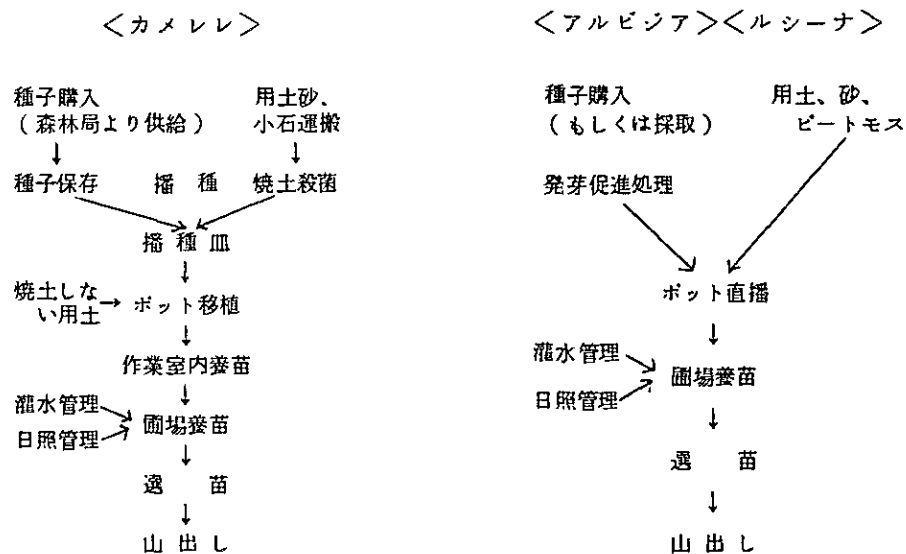 <カメレレ>
種子購入
(森林局より供給)
用土砂、
小石運搬
種子保存
播種
焼土殺菌
播種皿
焼土しな
い用土
ポット移植
作業室内養苗
灌水管理
日照管理
圃場養苗
選苗
山出し
<アルビジア><ルシーナ>
種子購入
(もしくは採取)
用土、砂、
ピートモス
発芽促進処理
ポット直播
灌水管理
日照管理
圃場養苗
選苗
山出し